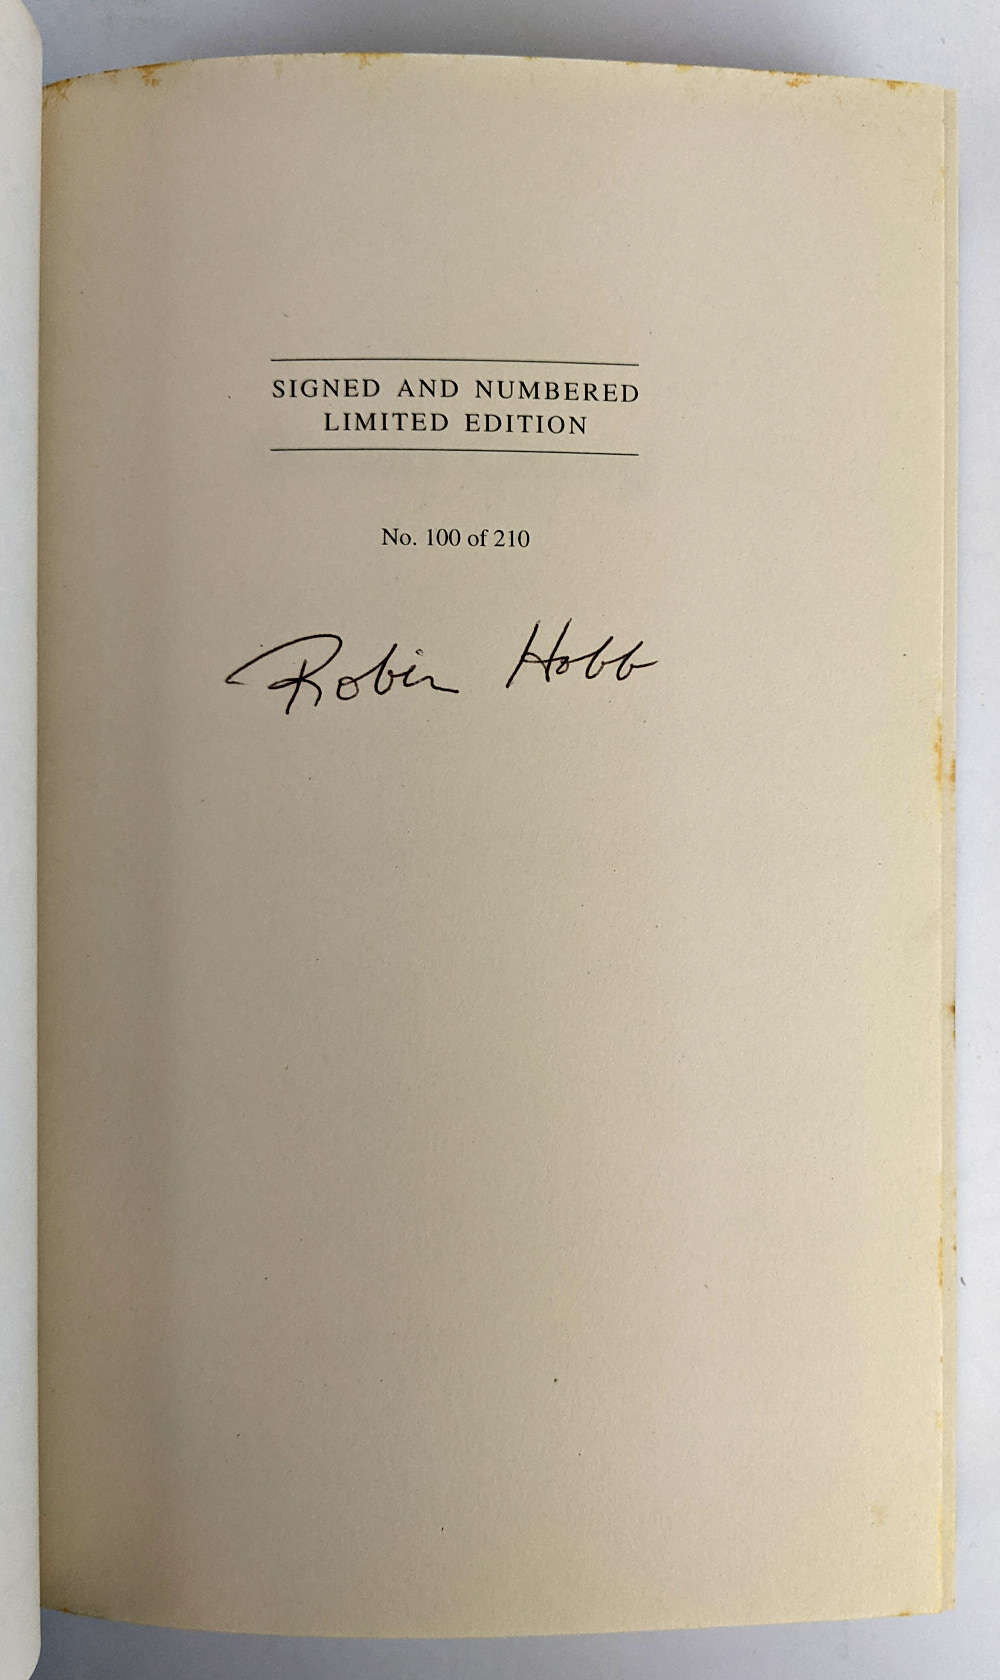 SIGNED AND NUMBERED
LIMITED EDITION
No. 100 of 210
Robin Hobb